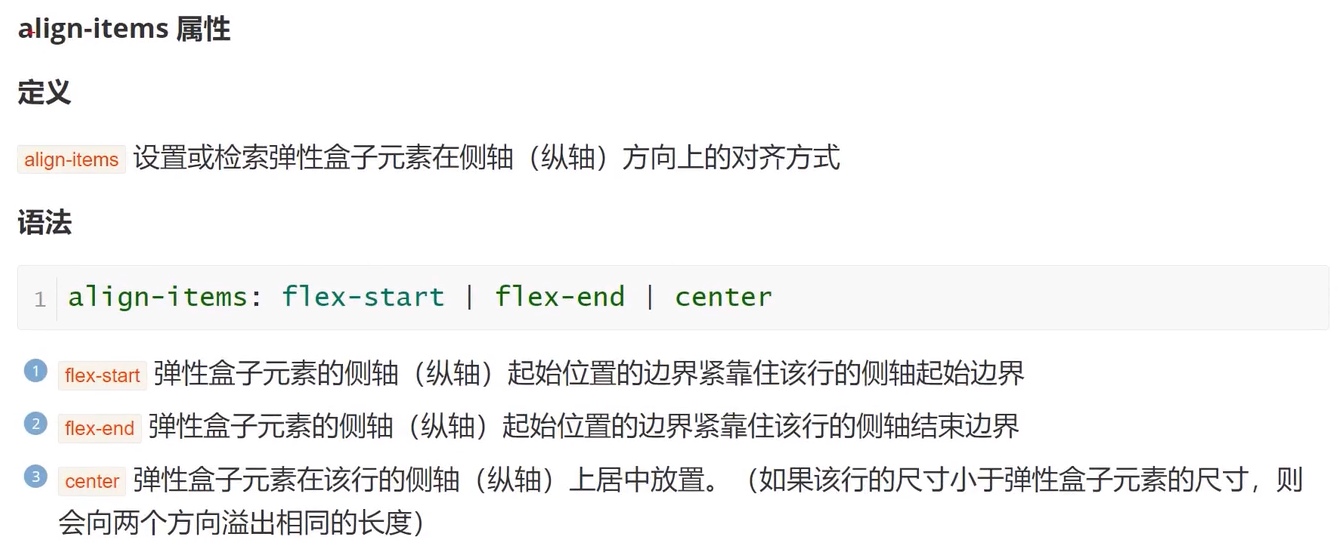 align-items 属性
定义
align-items 设置或检索弹性盒子元素在侧轴（纵轴）方向上的对齐方式
语法
1 align-items: flex-start | flex-end | center
1 flex-start 弹性盒子元素的侧轴（纵轴）起始位置的边界紧靠住该行的侧轴起始边界
2 flex-end 弹性盒子元素的侧轴（纵轴）起始位置的边界紧靠住该行的侧轴结束边界
3 center 弹性盒子元素在该行的侧轴（纵轴）上居中放置。（如果该行的尺寸小于弹性盒子元素的尺寸，则
会向两个方向溢出相同的长度）